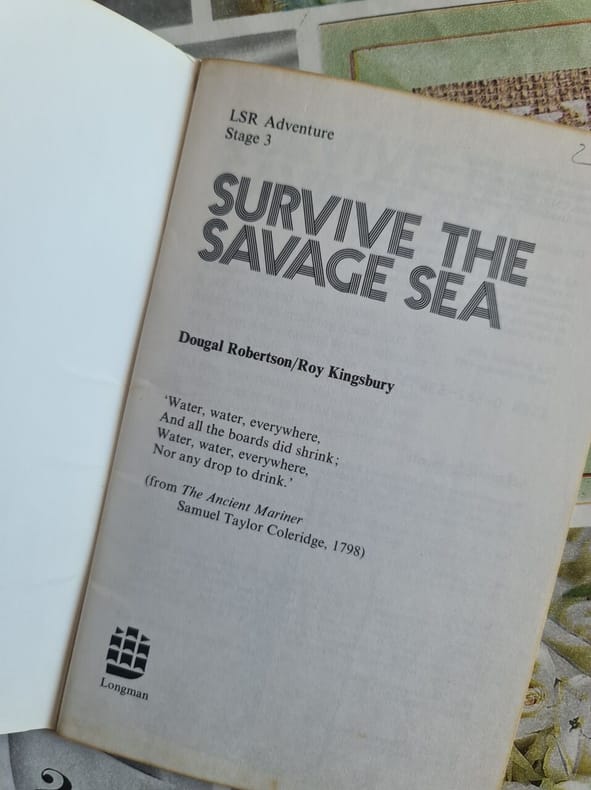 LSR Adventure
Stage 3
SURVIVE THE
SAVAGE SEA
Dougal Robertson/Roy Kingsbury
‘Water, water, everywhere,
And all the boards did shrink;
Water, water, everywhere,
Nor any drop to drink.’
(from The Ancient Mariner
Samuel Taylor Coleridge, 1798)
Longman